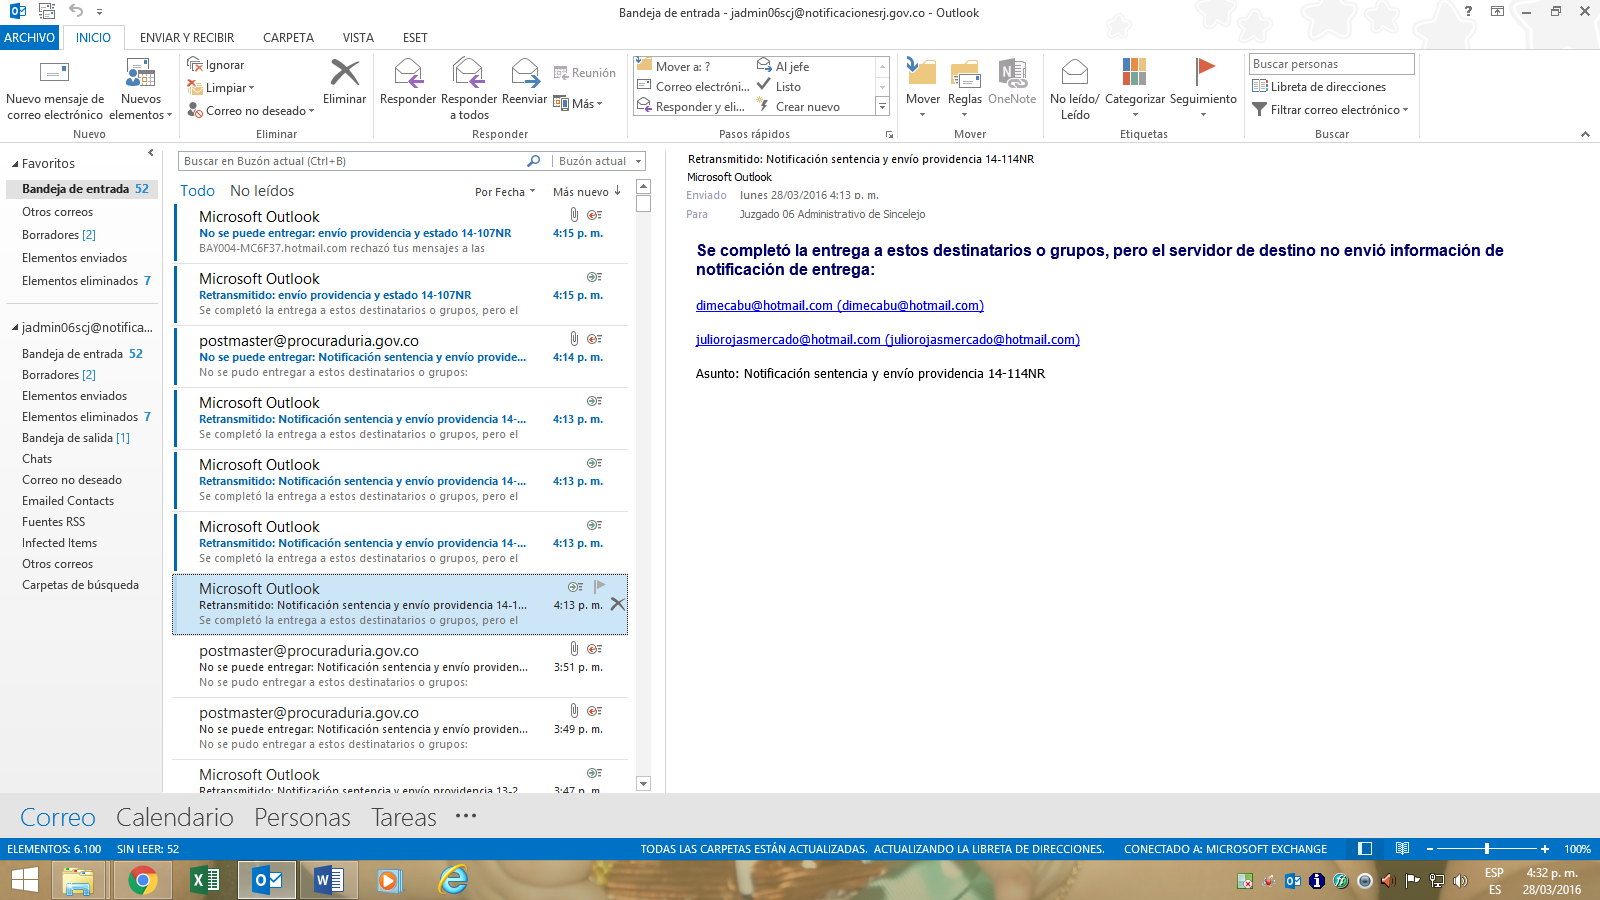 Bandeja de entrada - jadmin06scj@notificacionesrj.gov.co - Outlook
ARCHIVO INICIO ENVIAR Y RECIBIR CARPETA VISTA ESET
Nuevo mensaje de correo electrónico
Nuevos elementos
Nuevo
Ignorar
Limpiar
Correo no deseado
Eliminar
Eliminar
Responder
Responder a todos
Reenviar
Reunión
Más
Responder
Mover a: ?
Correo electróni...
Responder y eli...
Al jefe
Listo
Crear nuevo
Pasos rápidos
Mover
Reglas
OneNote
Mover
No leído/ Leído
Categorizar
Seguimiento
Etiquetas
Buscar personas
Libreta de direcciones
Filtrar correo electrónico
Buscar
Favoritos
Bandeja de entrada 52
Otros correos
Borradores [2]
Elementos enviados
Elementos eliminados 7
jadmin06scj@notifica...
Bandeja de entrada 52
Borradores [2]
Elementos enviados
Elementos eliminados 7
Bandeja de salida [1]
Chats
Correo no deseado
Emailed Contacts
Fuentes RSS
Infected Items
Otros correos
Carpetas de búsqueda
Buscar en Buzón actual (Ctrl+B) Buzón actual
Todo No leídos Por Fecha Más nuevo
Microsoft Outlook
No se puede entregar: envío providencia y estado 14-107NR 4:15 p. m.
BAY004-MC6F37.hotmail.com rechazó tus mensajes a las
Microsoft Outlook
Retransmitido: envío providencia y estado 14-107NR 4:15 p. m.
Se completó la entrega a estos destinatarios o grupos, pero el
postmaster@procuraduria.gov.co
No se puede entregar: Notificación sentencia y envío provide... 4:14 p. m.
No se pudo entregar a estos destinatarios o grupos:
Microsoft Outlook
Retransmitido: Notificación sentencia y envío providencia 14-... 4:13 p. m.
Se completó la entrega a estos destinatarios o grupos, pero el
Microsoft Outlook
Retransmitido: Notificación sentencia y envío providencia 14-... 4:13 p. m.
Se completó la entrega a estos destinatarios o grupos, pero el
Microsoft Outlook
Retransmitido: Notificación sentencia y envío providencia 14-... 4:13 p. m.
Se completó la entrega a estos destinatarios o grupos, pero el
Microsoft Outlook
Retransmitido: Notificación sentencia y envío providencia 14-1... 4:13 p. m.
Se completó la entrega a estos destinatarios o grupos, pero el
postmaster@procuraduria.gov.co
No se puede entregar: Notificación sentencia y envío providen... 3:51 p. m.
No se pudo entregar a estos destinatarios o grupos:
postmaster@procuraduria.gov.co
No se puede entregar: Notificación sentencia y envío providen... 3:49 p. m.
No se pudo entregar a estos destinatarios o grupos:
Microsoft Outlook
Retransmitido: Notificación sentencia y envío providencia 13-2... 3:47 p. m.
Retransmitido: Notificación sentencia y envío providencia 14-114NR
Microsoft Outlook
Enviado lunes 28/03/2016 4:13 p. m.
Para Juzgado 06 Administrativo de Sincelejo
Se completó la entrega a estos destinatarios o grupos, pero el servidor de destino no envió información de
notificación de entrega:
dimecabu@hotmail.com (dimecabu@hotmail.com)
juliorojasmercado@hotmail.com (juliorojasmercado@hotmail.com)
Asunto: Notificación sentencia y envío providencia 14-114NR
Correo Calendario Personas Tareas ···
ELEMENTOS: 6.100 SIN LEER: 52 TODAS LAS CARPETAS ESTÁN ACTUALIZADAS. ACTUALIZANDO LA LIBRETA DE DIRECCIONES. CONECTADO A: MICROSOFT EXCHANGE 100%
ESP 4:32 p. m.
ES 28/03/2016